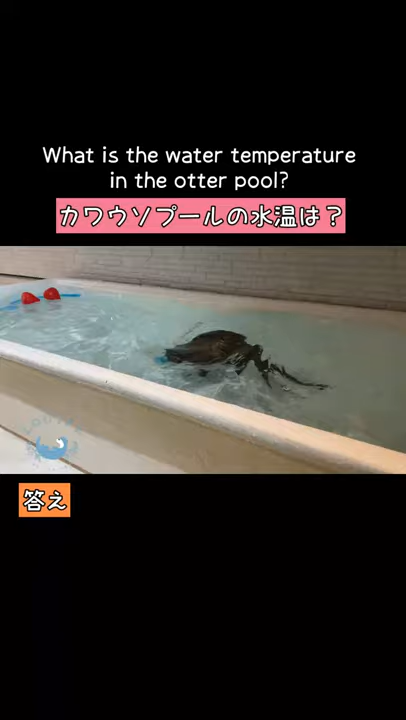 What is the water temperature
in the otter pool?
カワウソプールの水温は？
答え